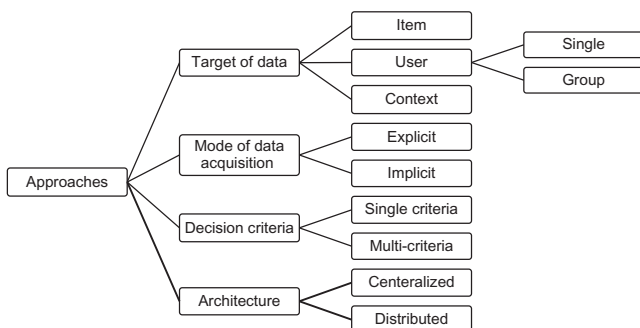 Approaches
Target of data
Item
User
Single
Group
Context
Mode of data
acquisition
Explicit
Implicit
Decision criteria
Single criteria
Multi-criteria
Architecture
Centeralized
Distributed